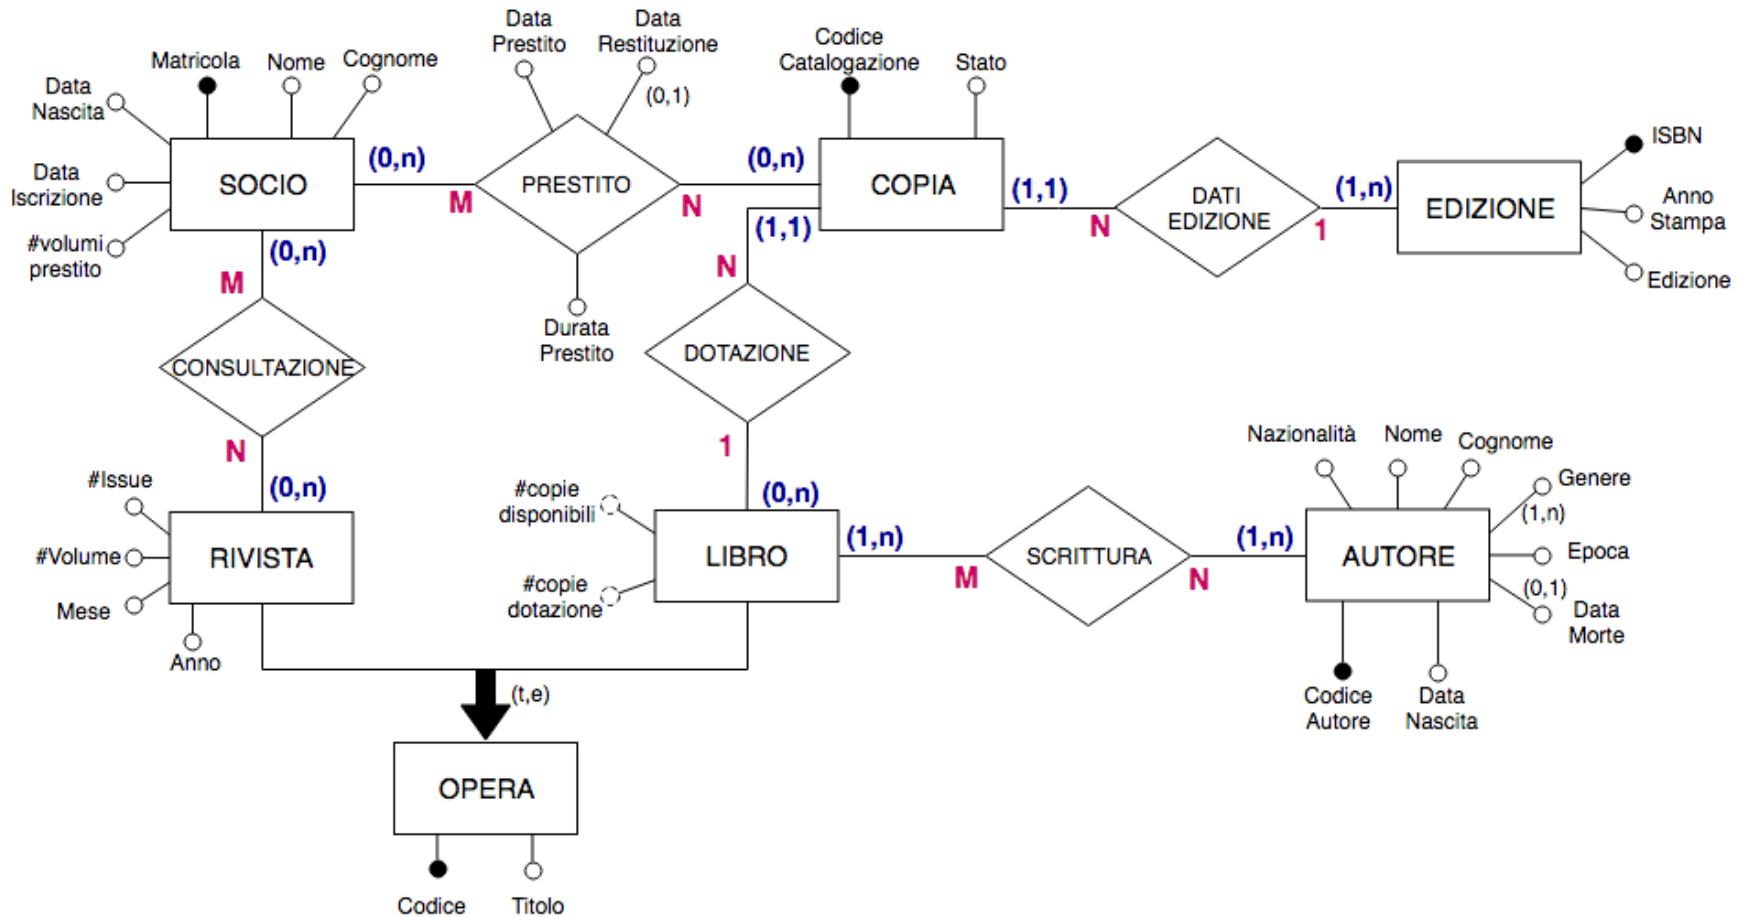 Data
Prestito
Data
Restituzione
(0,1)
Matricola
Nome
Cognome
Data
Nascita
Data
Iscrizione
#volumi
prestito
SOCIO
(0,n)
M
PRESTITO
(0,n)
N
Durata
Prestito
Codice
Catalogazione
Stato
COPIA
(1,1)
N
DATI
EDIZIONE
(1,n)
1
EDIZIONE
ISBN
Anno
Stampa
Edizione
(0,n)
M
CONSULTAZIONE
N
(0,n)
(1,1)
N
DOTAZIONE
1
(0,n)
#Issue
#Volume
Mese
Anno
RIVISTA
#copie
disponibili
#copie
dotazione
LIBRO
(1,n)
M
SCRITTURA
(1,n)
N
AUTORE
Nazionalità
Nome
Cognome
Genere
(1,n)
Epoca
(0,1)
Data
Morte
Codice
Autore
Data
Nascita
(t,e)
OPERA
Codice
Titolo